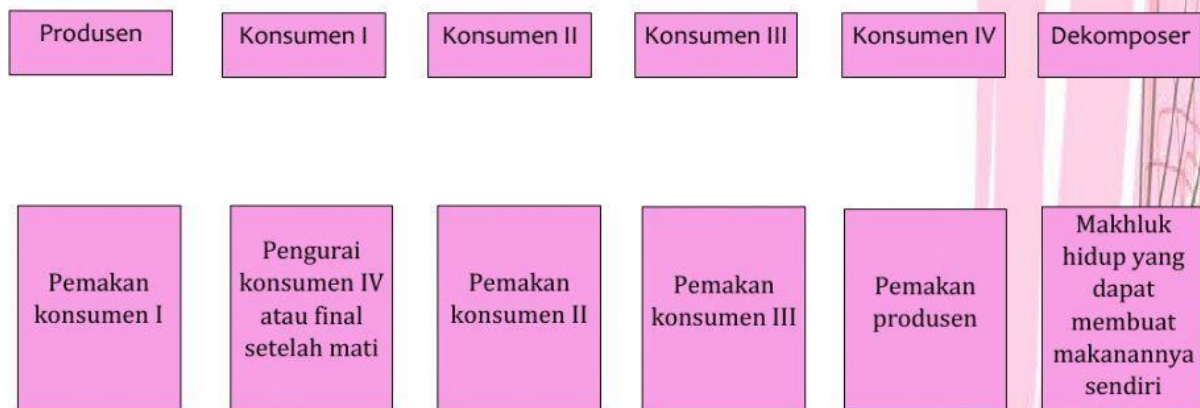 Produsen
Konsumen I
Konsumen II
Konsumen III
Konsumen IV
Dekomposer
Pemakan
konsumen I
Pengurai
konsumen IV
atau final
setelah mati
Pemakan
konsumen II
Pemakan
konsumen III
Pemakan
produsen
Makhluk
hidup yang
dapat
membuat
makanannya
sendiri